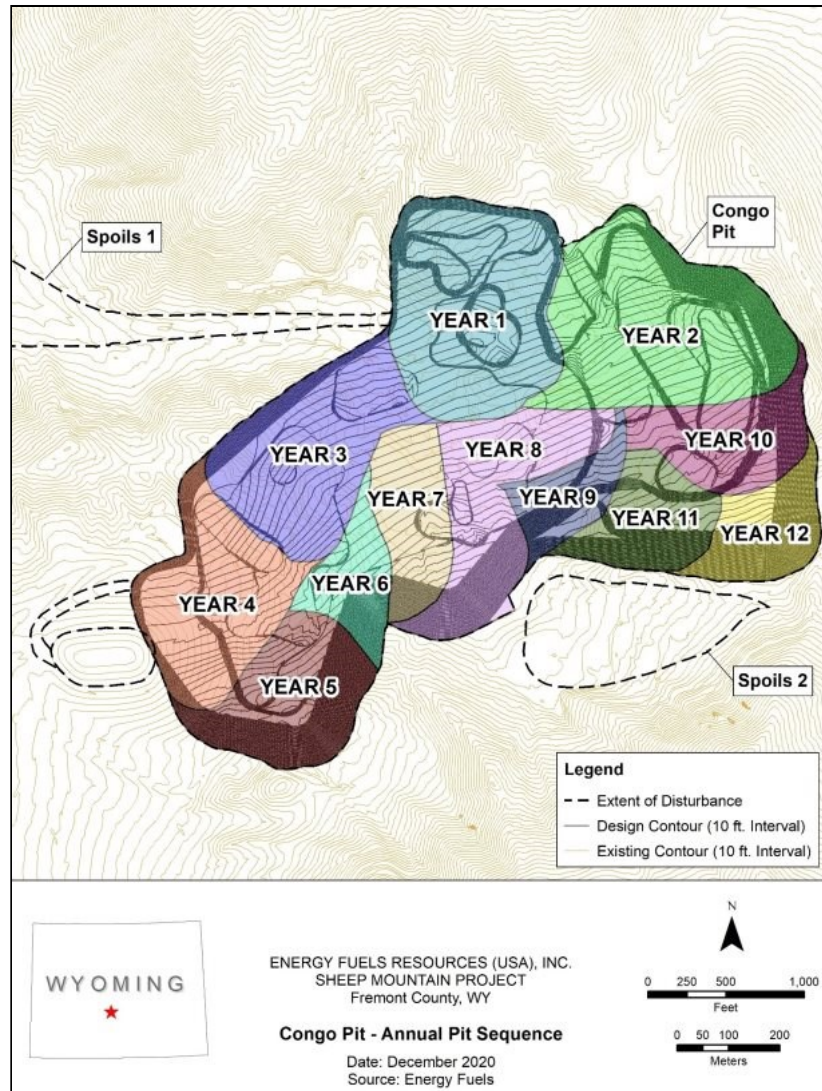 Spoils 1
Congo
Pit
YEAR 1
YEAR 2
YEAR 3
YEAR 8
YEAR 10
YEAR 7
YEAR 9
YEAR 11
YEAR 12
YEAR 6
YEAR 4
YEAR 5
Spoils 2
Legend
Extent of Disturbance
Design Contour (10 ft. Interval)
Existing Contour (10 ft. Interval)
WYOMING
ENERGY FUELS RESOURCES (USA), INC.
SHEEP MOUNTAIN PROJECT
Fremont County, WY
Congo Pit - Annual Pit Sequence
Date: December 2020
Source: Energy Fuels
N
0 250 500 1,000
Feet
0 50 100 200
Meters